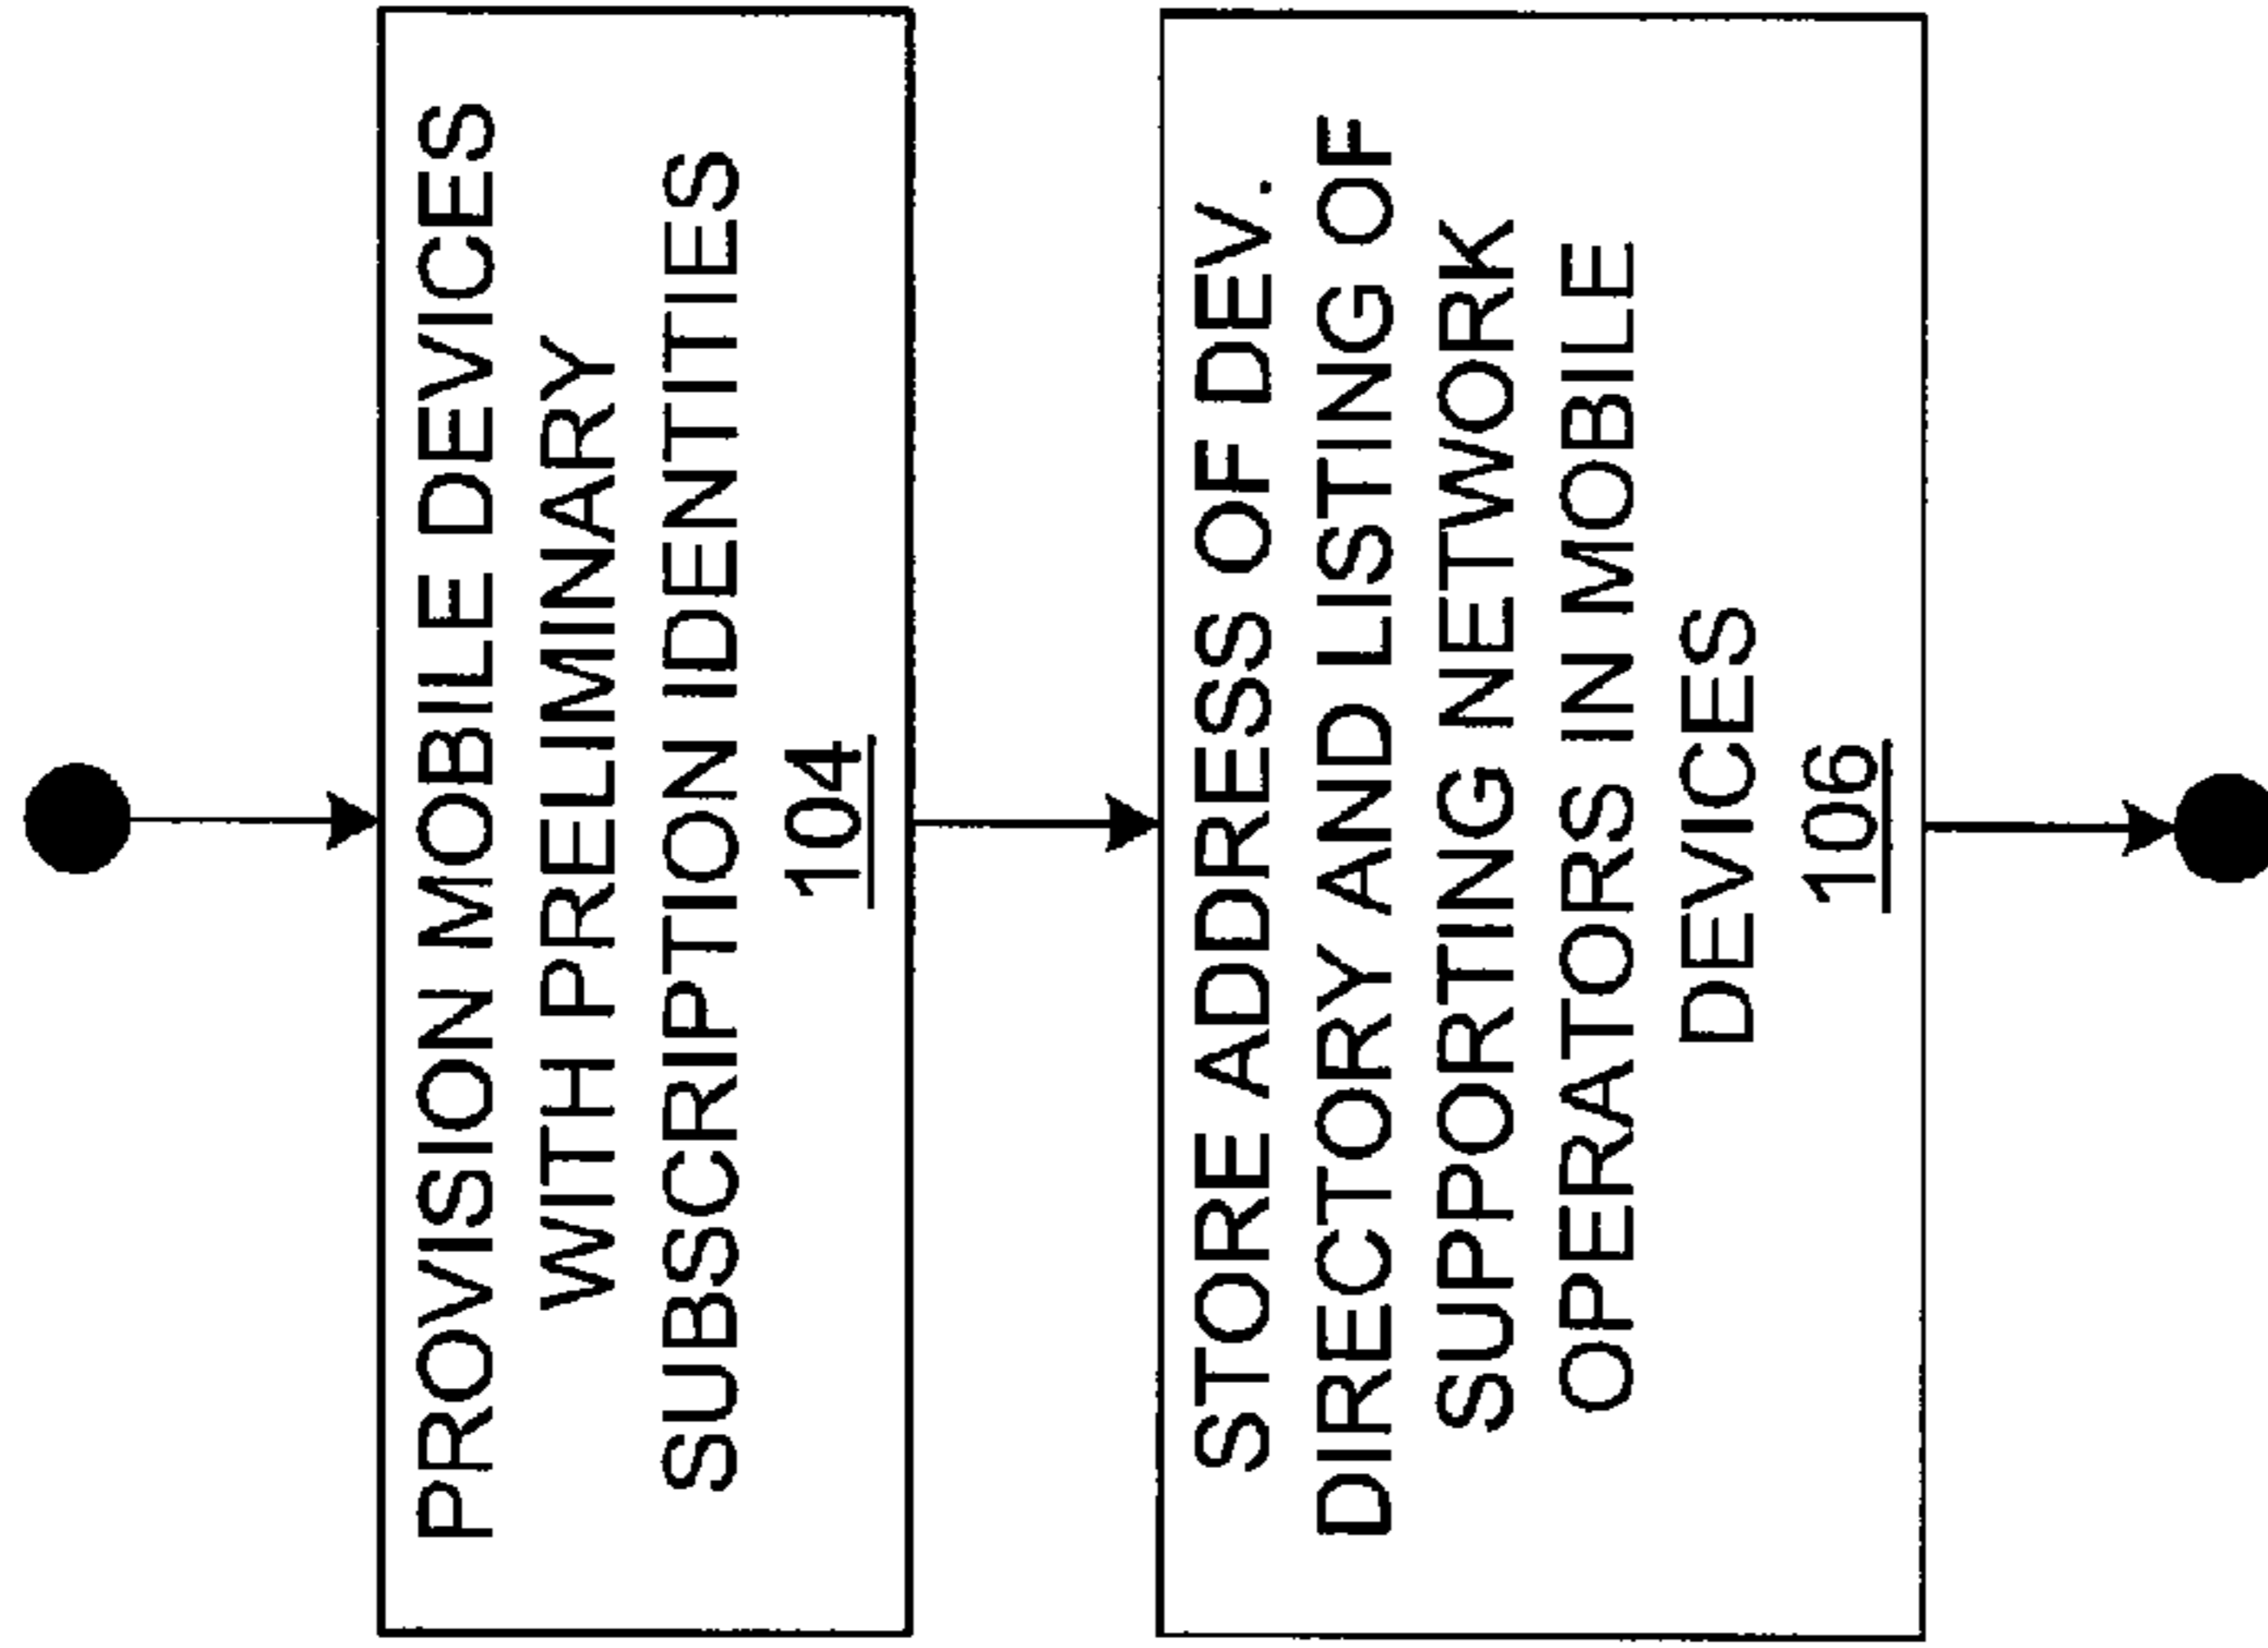 PROVISION MOBILE DEVICES
WITH PRELIMINARY
SUBSCRIPTION IDENTITIES
104
STORE ADDRESS OF DEV.
DIRECTORY AND LISTING OF
SUPPORTING NETWORK
OPERATORS IN MOBILE
DEVICES
106